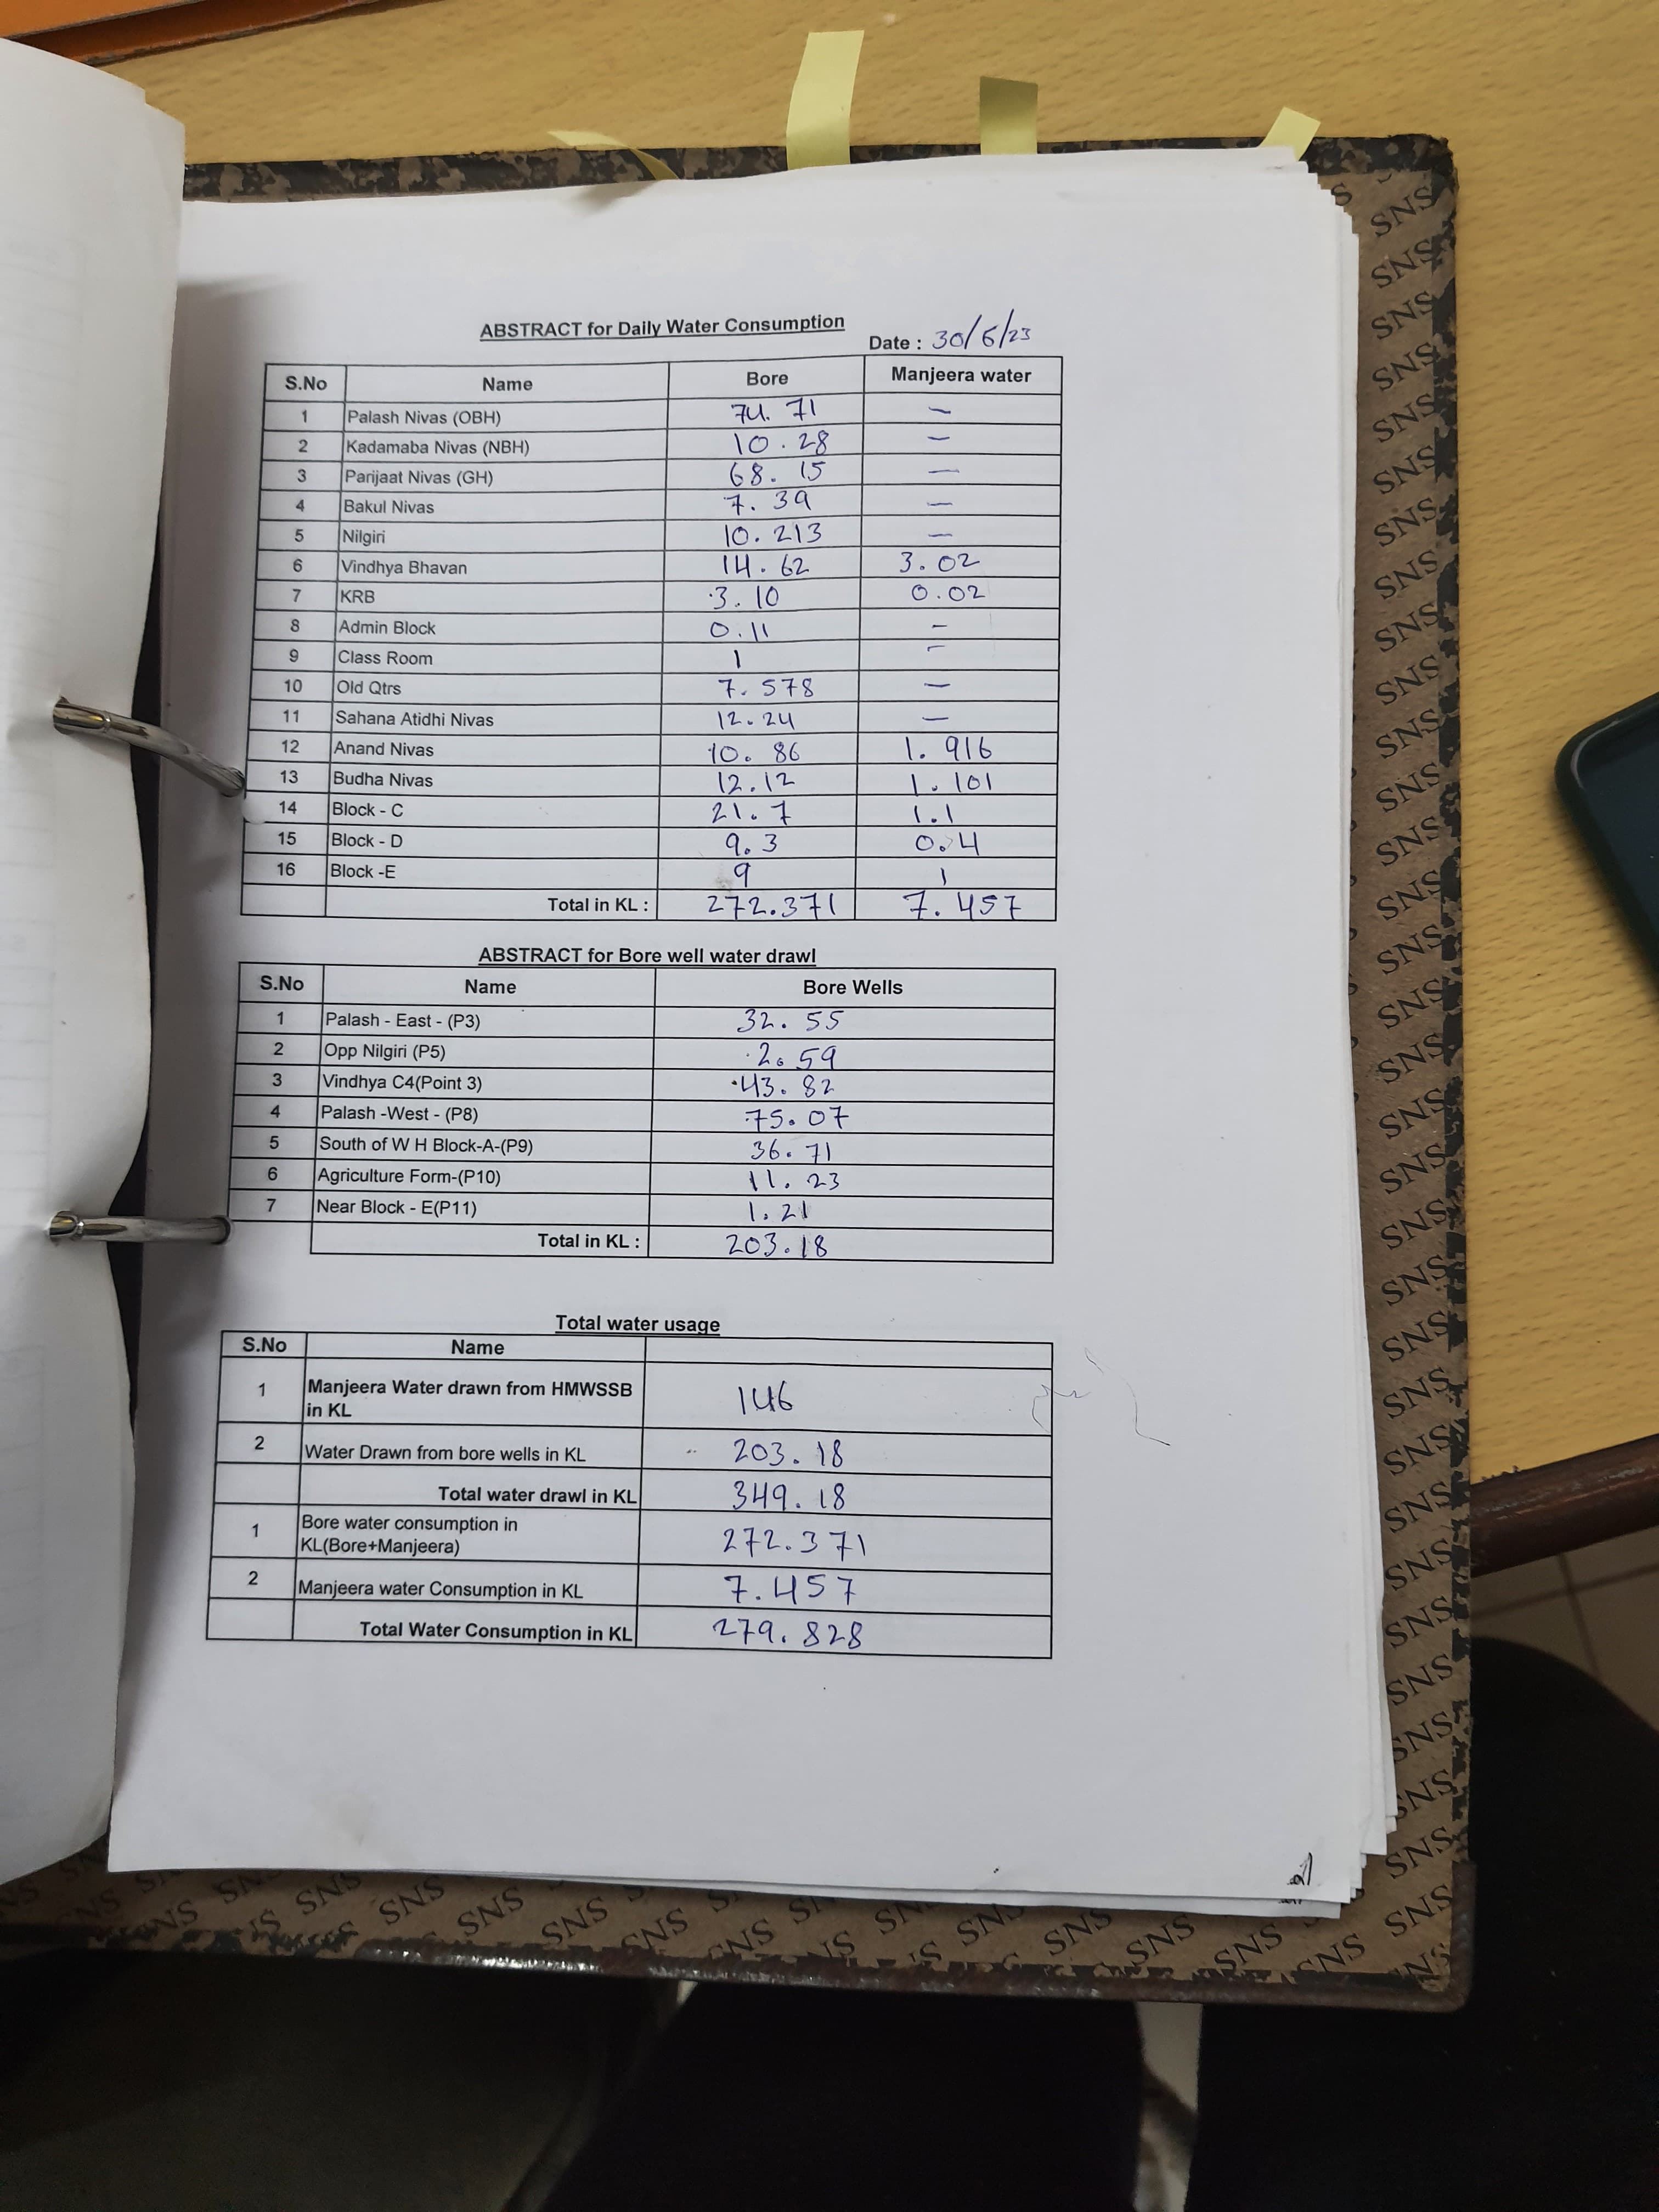 ABSTRACT for Daily Water Consumption
Date : 30/6/23
S.No Name Bore Manjeera water
1 Palash Nivas (OBH) 74.71 —
2 Kadamaba Nivas (NBH) 10.28 —
3 Parijaat Nivas (GH) 68.15 —
4 Bakul Nivas 7.39 —
5 Nilgiri 10.213 —
6 Vindhya Bhavan 14.62 3.02
7 KRB 3.10 0.02
8 Admin Block 0.11 -
9 Class Room 1 -
10 Old Qtrs 7.578 —
11 Sahana Atidhi Nivas 12.24 —
12 Anand Nivas 10.86 1.916
13 Budha Nivas 12.12 1.101
14 Block - C 21.7 1.1
15 Block - D 9.3 0.4
16 Block -E 9 1
Total in KL : 272.371 7.457
ABSTRACT for Bore well water drawl
S.No Name Bore Wells
1 Palash - East - (P3) 32.55
2 Opp Nilgiri (P5) 2.59
3 Vindhya C4(Point 3) 43.82
4 Palash -West - (P8) 75.07
5 South of W H Block-A-(P9) 36.71
6 Agriculture Form-(P10) 11.23
7 Near Block - E(P11) 1.21
Total in KL : 203.18
Total water usage
S.No Name
1 Manjeera Water drawn from HMWSSB
in KL 146
2 Water Drawn from bore wells in KL 203.18
Total water drawl in KL 349.18
1 Bore water consumption in
KL(Bore+Manjeera) 272.371
2 Manjeera water Consumption in KL 7.457
Total Water Consumption in KL 279.828
SNS